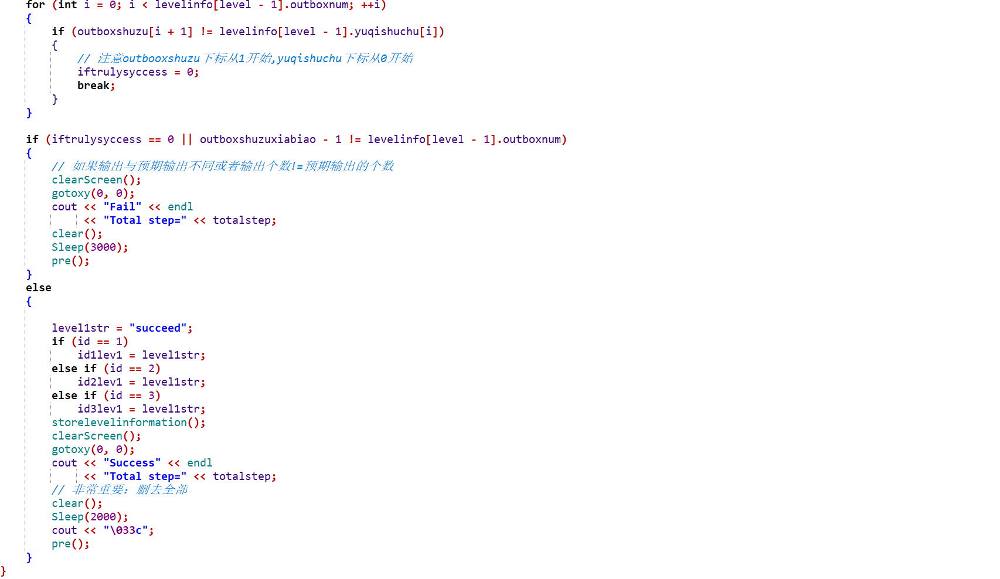 for (int i = 0; i < levelinfo[level - 1].outboxnum; ++i)
{
if (outboxshuzu[i + 1] != levelinfo[level - 1].yuqishuchu[i])
{
// 注意outbooxshuzu下标从1开始,yuqishuchu下标从0开始
iftrulysyccess = 0;
break;
}
}
if (iftrulysyccess == 0 || outboxshuzuxiabiao - 1 != levelinfo[level - 1].outboxnum)
{
// 如果输出与预期输出不同或者输出个数!=预期输出的个数
clearScreen();
gotoxy(0, 0);
cout << "Fail" << endl
<< "Total step=" << totalstep;
clear();
Sleep(3000);
pre();
}
else
{
level1str = "succeed";
if (id == 1)
id1lev1 = level1str;
else if (id == 2)
id2lev1 = level1str;
else if (id == 3)
id3lev1 = level1str;
storelevelinformation();
clearScreen();
gotoxy(0, 0);
cout << "Success" << endl
<< "Total step=" << totalstep;
// 非常重要：删去全部
clear();
Sleep(2000);
cout << "\033c";
pre();
}
}